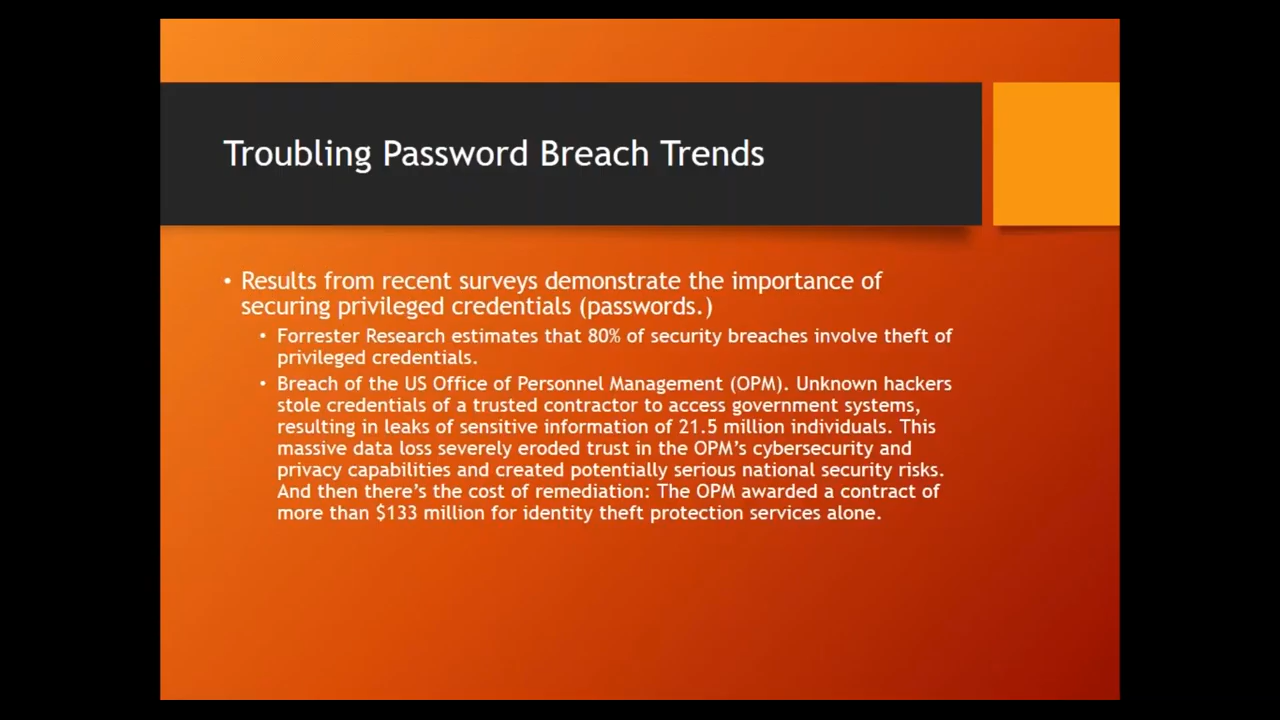 Troubling Password Breach Trends
• Results from recent surveys demonstrate the importance of
securing privileged credentials (passwords.)
• Forrester Research estimates that 80% of security breaches involve theft of
privileged credentials.
• Breach of the US Office of Personnel Management (OPM). Unknown hackers
stole credentials of a trusted contractor to access government systems,
resulting in leaks of sensitive information of 21.5 million individuals. This
massive data loss severely eroded trust in the OPM’s cybersecurity and
privacy capabilities and created potentially serious national security risks.
And then there’s the cost of remediation: The OPM awarded a contract of
more than $133 million for identity theft protection services alone.